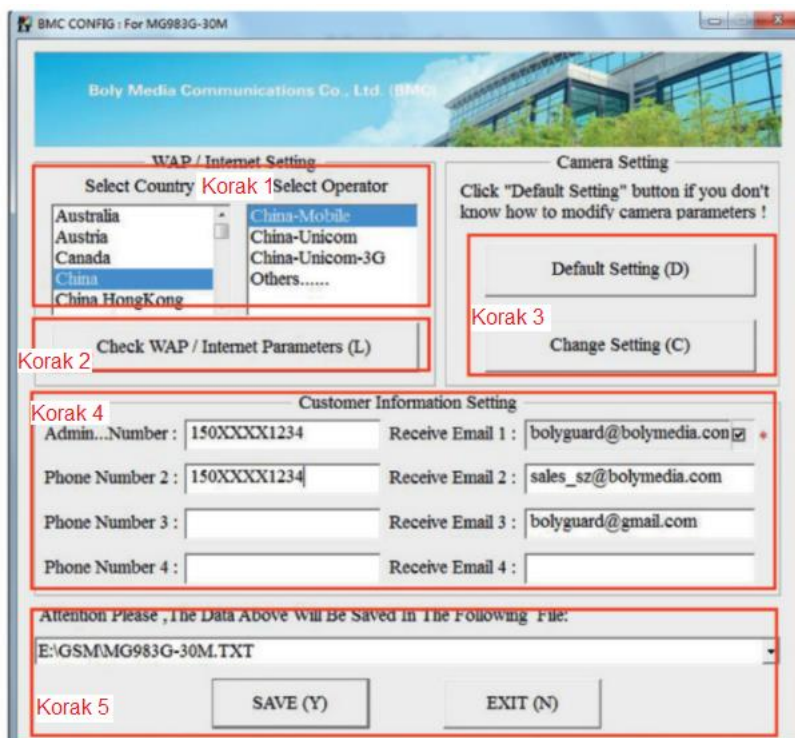 BMC CONFIG : For MG983G-30M
Boly Media Communications Co., Ltd. (BMC)
WAP / Internet Setting
Select Country
Korak 1
Select Operator
Australia
Austria
Canada
China
China HongKong
China-Mobile
China-Unicom
China-Unicom-3G
Others......
Korak 2
Check WAP / Internet Parameters (L)
Camera Setting
Click "Default Setting" button if you don't
know how to modify camera parameters !
Default Setting (D)
Korak 3
Change Setting (C)
Korak 4
Customer Information Setting
Admin...Number : 150XXXX1234 Receive Email 1 : bolyguard@bolymedia.com *
Phone Number 2 : 150XXXX1234 Receive Email 2 : sales_sz@bolymedia.com
Phone Number 3 : Receive Email 3 : bolyguard@gmail.com
Phone Number 4 : Receive Email 4 :
Attention Please ,The Data Above Will Be Saved In The Following File:
E:\GSM\MG983G-30M.TXT
Korak 5
SAVE (Y) EXIT (N)